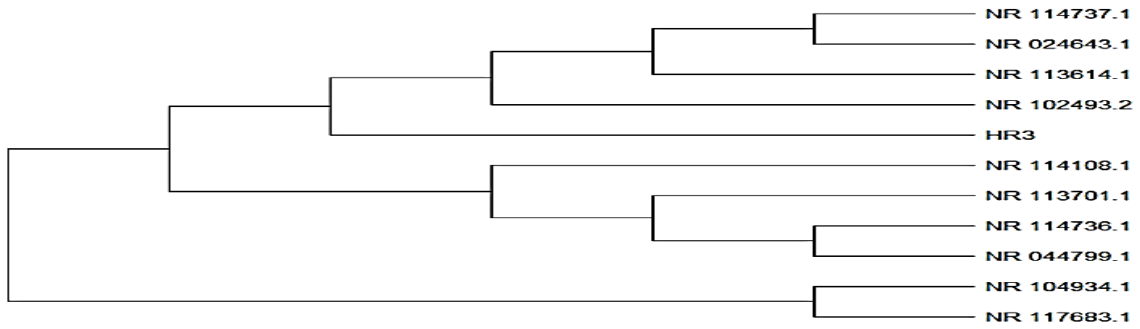 NR 114737.1
NR 024643.1
NR 113614.1
NR 102493.2
HR3
NR 114108.1
NR 113701.1
NR 114736.1
NR 044799.1
NR 104934.1
NR 117683.1